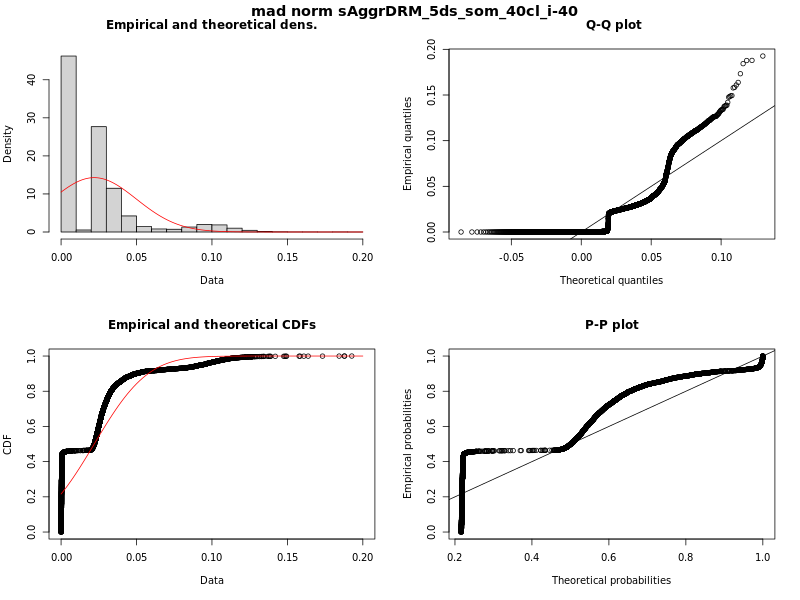 mad norm sAggrDRM_5ds_som_40cl_i-40
Empirical and theoretical dens.
Density
0 10 20 30 40
0.00 0.05 0.10 0.15 0.20
Data
Q-Q plot
Empirical quantiles
0.00 0.05 0.10 0.15 0.20
-0.05 0.00 0.05 0.10
Theoretical quantiles
Empirical and theoretical CDFs
CDF
0.0 0.2 0.4 0.6 0.8 1.0
0.00 0.05 0.10 0.15 0.20
Data
P-P plot
Empirical probabilities
0.0 0.2 0.4 0.6 0.8 1.0
0.2 0.4 0.6 0.8 1.0
Theoretical probabilities